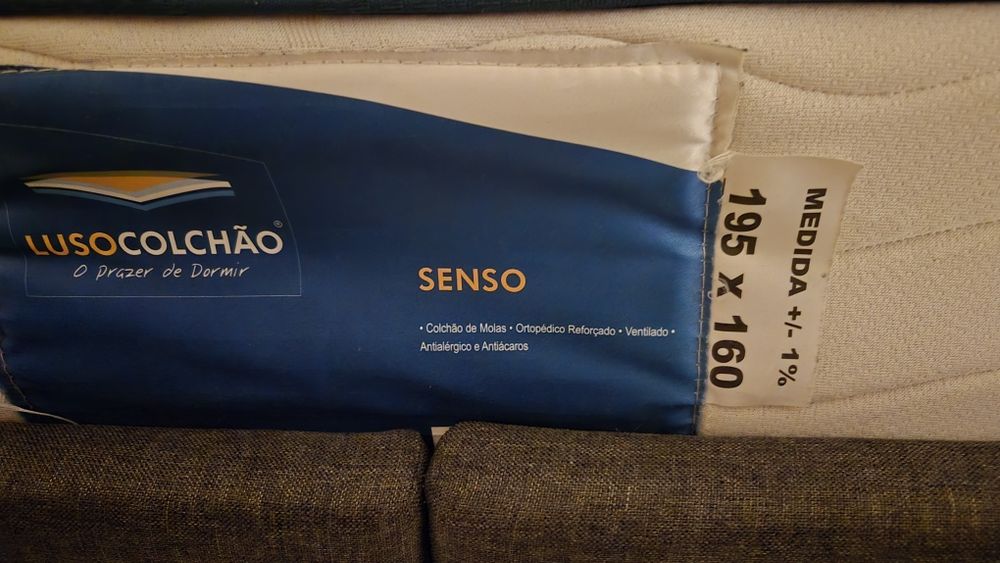 LUSOCOLCHÃO®
O Prazer de Dormir
SENSO
• Colchão de Molas • Ortopédico Reforçado • Ventilado •
Antialérgico e Antiácaros
MEDIDA +/- 1%
195 x 160